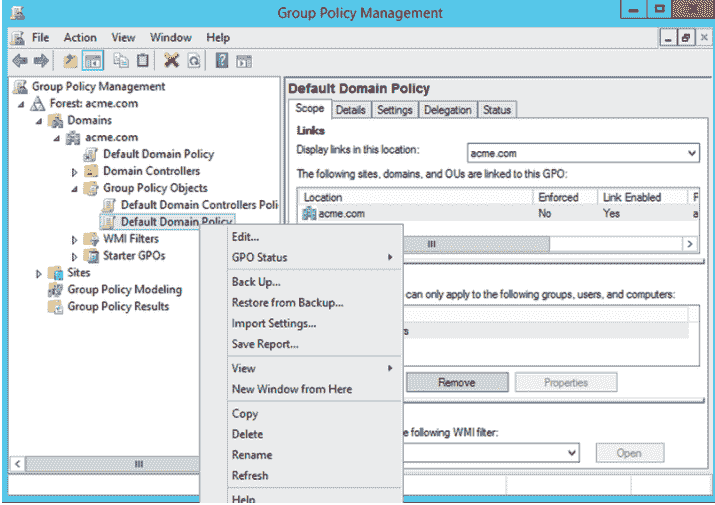 Group Policy Management
File Action View Window Help
Group Policy Management
Forest: acme.com
Domains
acme.com
Default Domain Policy
Domain Controllers
Group Policy Objects
Default Domain Controllers Poli
Default Domain Policy
WMI Filters
Starter GPOs
Sites
Group Policy Modeling
Group Policy Results
Default Domain Policy
Scope Details Settings Delegation Status
Links
Display links in this location: acme.com
The following sites, domains, and OUs are linked to this GPO:
Location Enforced Link Enabled P
acme.com No Yes a
can only apply to the following groups, users, and computers:
rs
Remove Properties
e following WMI filter:
Open
Edit...
GPO Status
Back Up...
Restore from Backup...
Import Settings...
Save Report...
View
New Window from Here
Copy
Delete
Rename
Refresh
Help